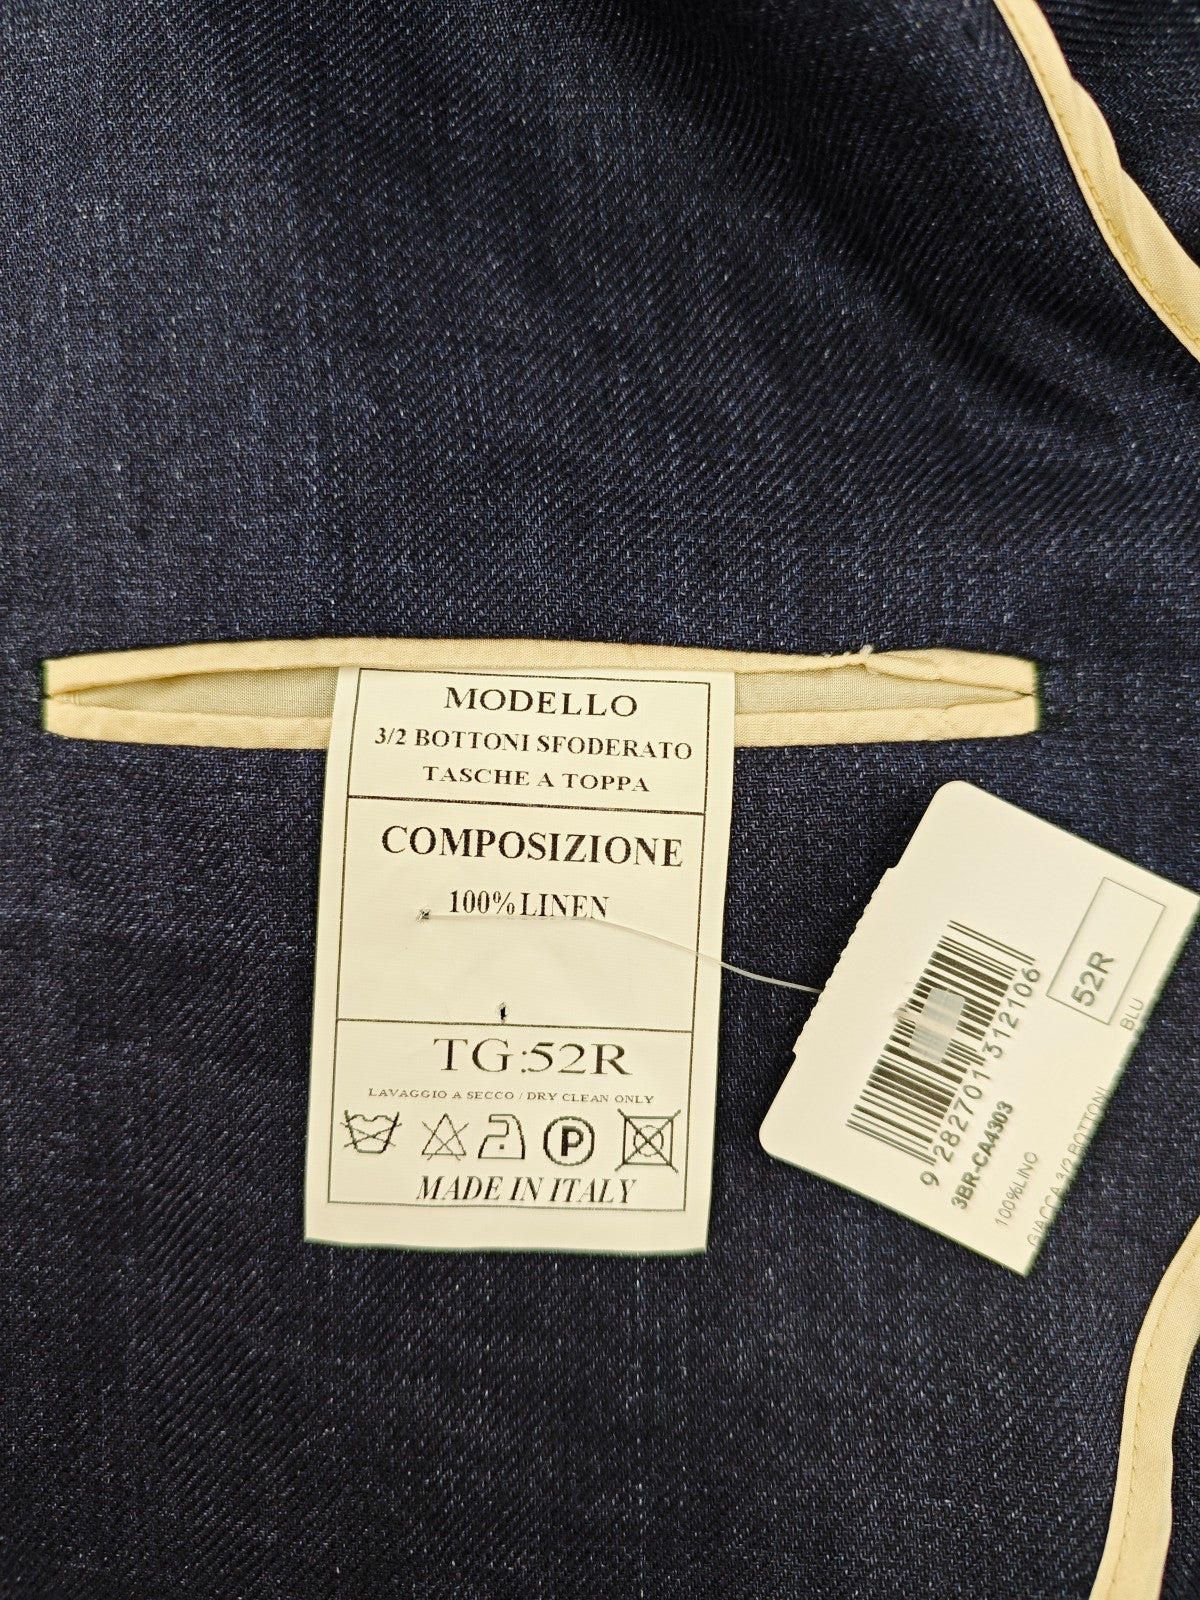 MODELLO
3/2 BOTTONI SFODERATO
TASCHE A TOPPA
COMPOSIZIONE
100%LINEN
TG:52R
LAVAGGIO A SECCO / DRY CLEAN ONLY
P
MADE IN ITALY
52R
9 282701 312106
3BR-CA4303
100%LINO
GIACCA 3/2 BOTTONI BLU